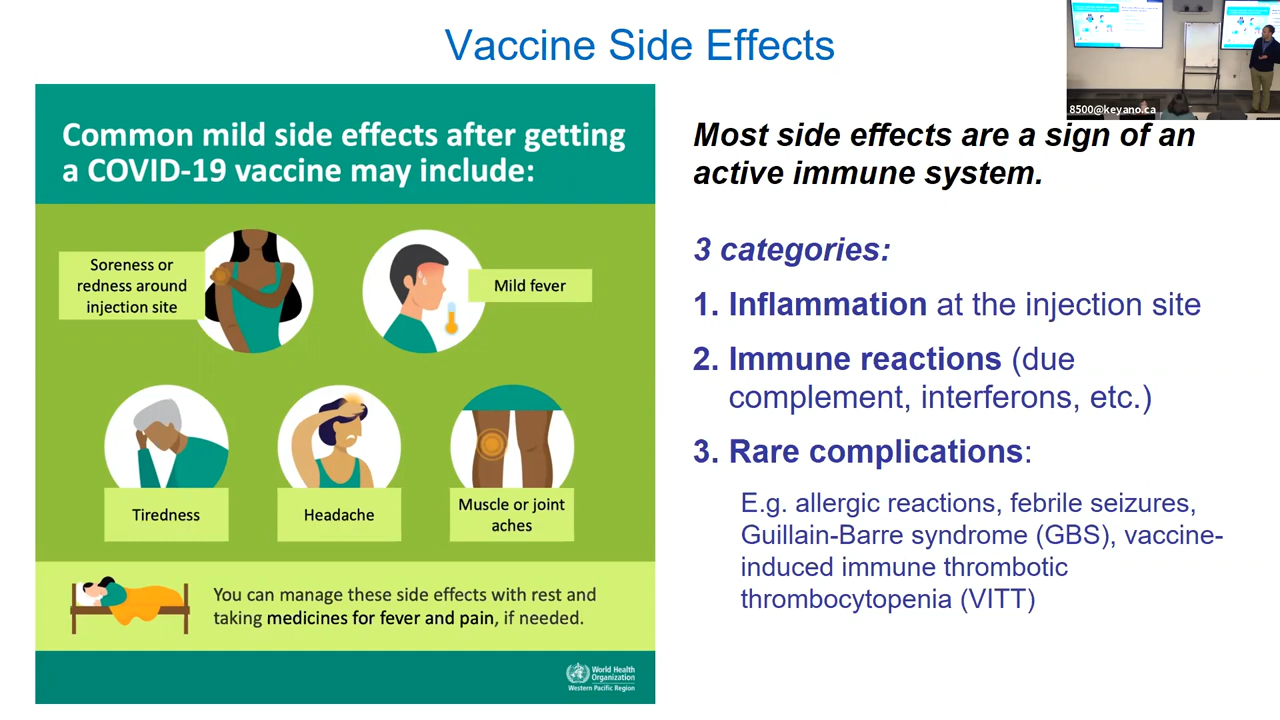 Vaccine Side Effects
8500@keyano.ca
Common mild side effects after getting
a COVID-19 vaccine may include:
Soreness or
redness around
injection site
Mild fever
Tiredness
Headache
Muscle or joint
aches
You can manage these side effects with rest and
taking medicines for fever and pain, if needed.
World Health
Organization
Western Pacific Region
Most side effects are a sign of an
active immune system.
3 categories:
1. Inflammation at the injection site
2. Immune reactions (due
complement, interferons, etc.)
3. Rare complications:
E.g. allergic reactions, febrile seizures,
Guillain-Barre syndrome (GBS), vaccine-
induced immune thrombotic
thrombocytopenia (VITT)